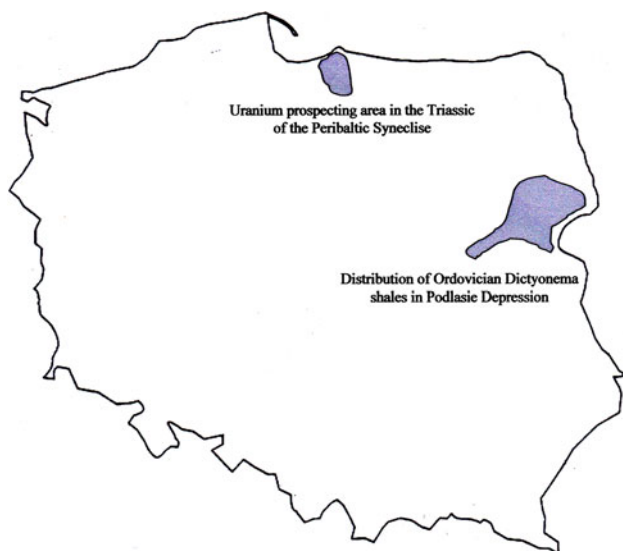 Uranium prospecting area in the Triassic
of the Peribaltic Syneclise
Distribution of Ordovician Dictyonema
shales in Podlasie Depression